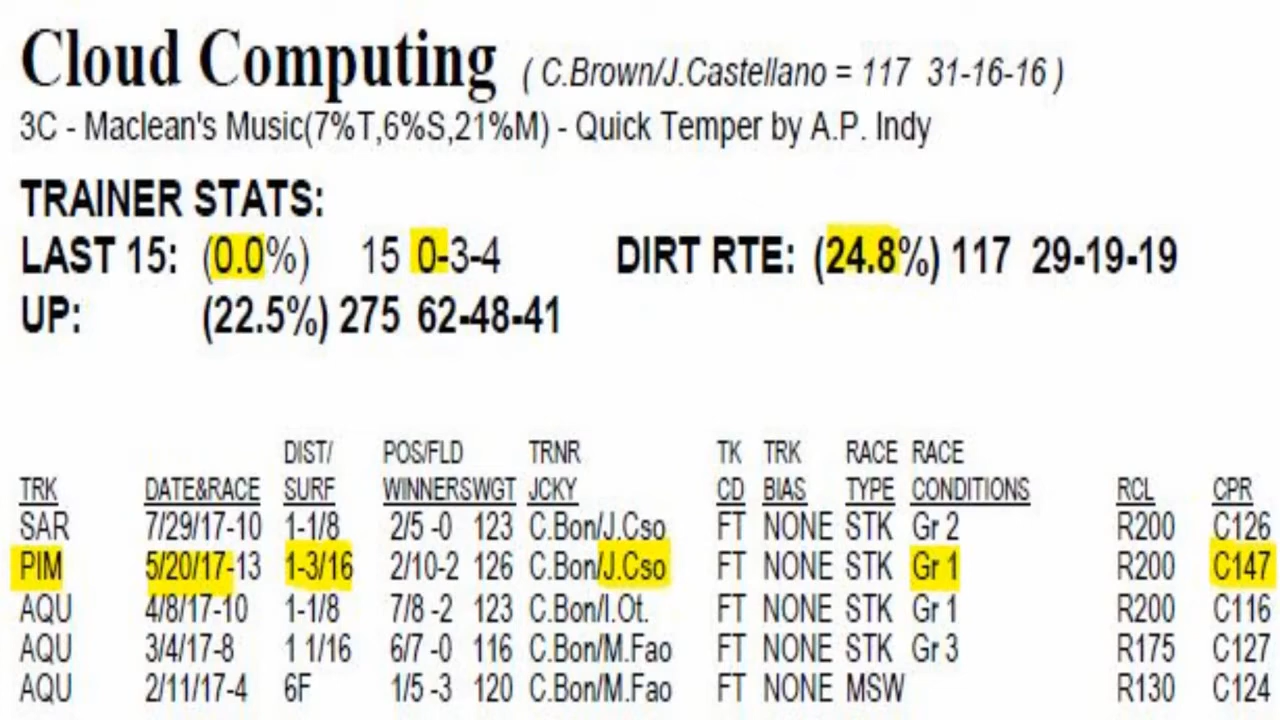 Cloud Computing ( C.Brown/J.Castellano = 117 31-16-16 )
3C - Maclean's Music(7%T,6%S,21%M) - Quick Temper by A.P. Indy
TRAINER STATS:
LAST 15: (0.0%) 15 0-3-4 DIRT RTE: (24.8%) 117 29-19-19
UP: (22.5%) 275 62-48-41
DIST/ POS/FLD TRNR TK TRK RACE RACE
TRK DATE&RACE SURF WINNERSWGT JCKY CD BIAS TYPE CONDITIONS RCL CPR
SAR 7/29/17-10 1-1/8 2/5 -0 123 C.Bon/J.Cso FT NONE STK Gr 2 R200 C126
PIM 5/20/17-13 1-3/16 2/10-2 126 C.Bon/J.Cso FT NONE STK Gr 1 R200 C147
AQU 4/8/17-10 1-1/8 7/8 -2 123 C.Bon/I.Ot. FT NONE STK Gr 1 R200 C116
AQU 3/4/17-8 1 1/16 6/7 -0 116 C.Bon/M.Fao FT NONE STK Gr 3 R175 C127
AQU 2/11/17-4 6F 1/5 -3 120 C.Bon/M.Fao FT NONE MSW R130 C124